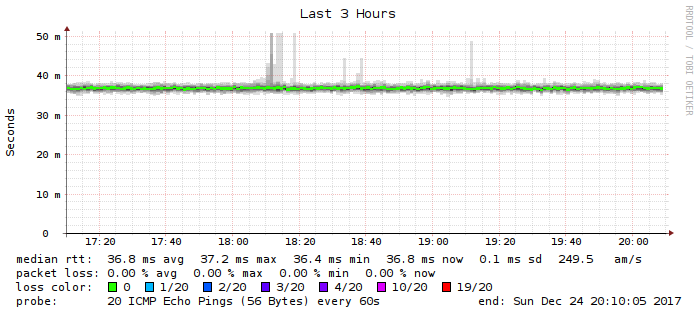 Last 3 Hours
RRDTOOL / TOBI OETIKER
Seconds
50 m
40 m
30 m
20 m
10 m
0
17:20 17:40 18:00 18:20 18:40 19:00 19:20 19:40 20:00
median rtt: 36.8 ms avg 37.2 ms max 36.4 ms min 36.8 ms now 0.1 ms sd 249.5 am/s
packet loss: 0.00 % avg 0.00 % max 0.00 % min 0.00 % now
loss color: 0 1/20 2/20 3/20 4/20 10/20 19/20
probe: 20 ICMP Echo Pings (56 Bytes) every 60s end: Sun Dec 24 20:10:05 2017